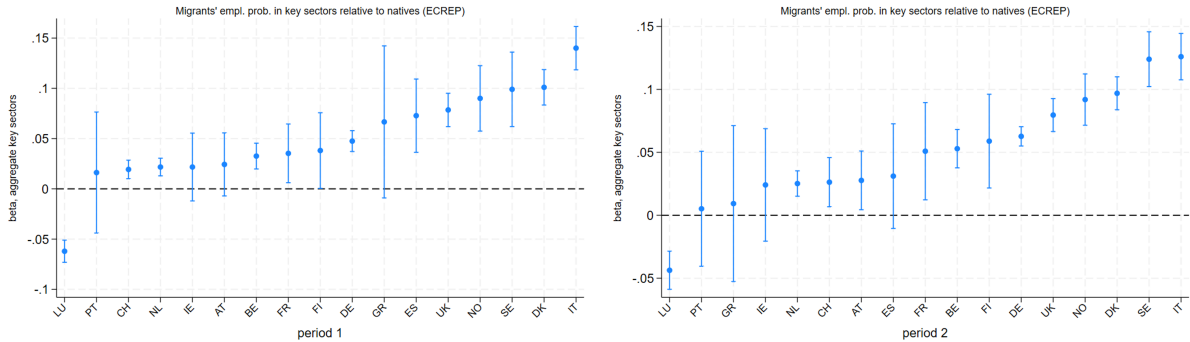 Migrants' empl. prob. in key sectors relative to natives (ECREP)
beta, aggregate key sectors
.15
.1
.05
0
-.05
-.1
LU PT CH NL IE AT BE FR FI DE GR ES UK NO SE DK IT
period 1
Migrants' empl. prob. in key sectors relative to natives (ECREP)
beta, aggregate key sectors
.15
.1
.05
0
-.05
LU PT GR IE NL CH AT ES FR BE FI DE UK NO DK SE IT
period 2